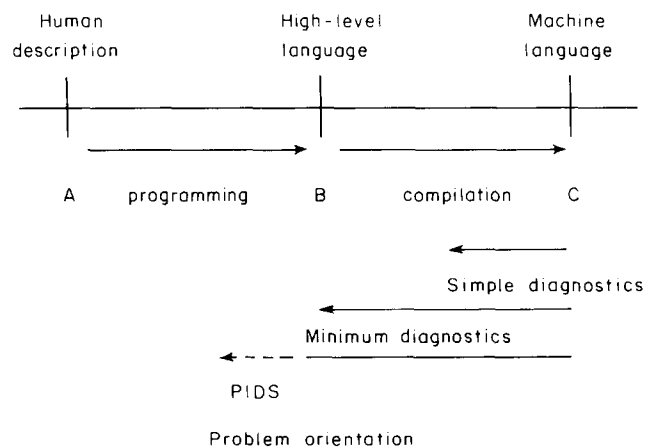 Human High-level Machine
description language language
A programming B compilation C
Simple diagnostics
Minimum diagnostics
PIDS
Problem orientation